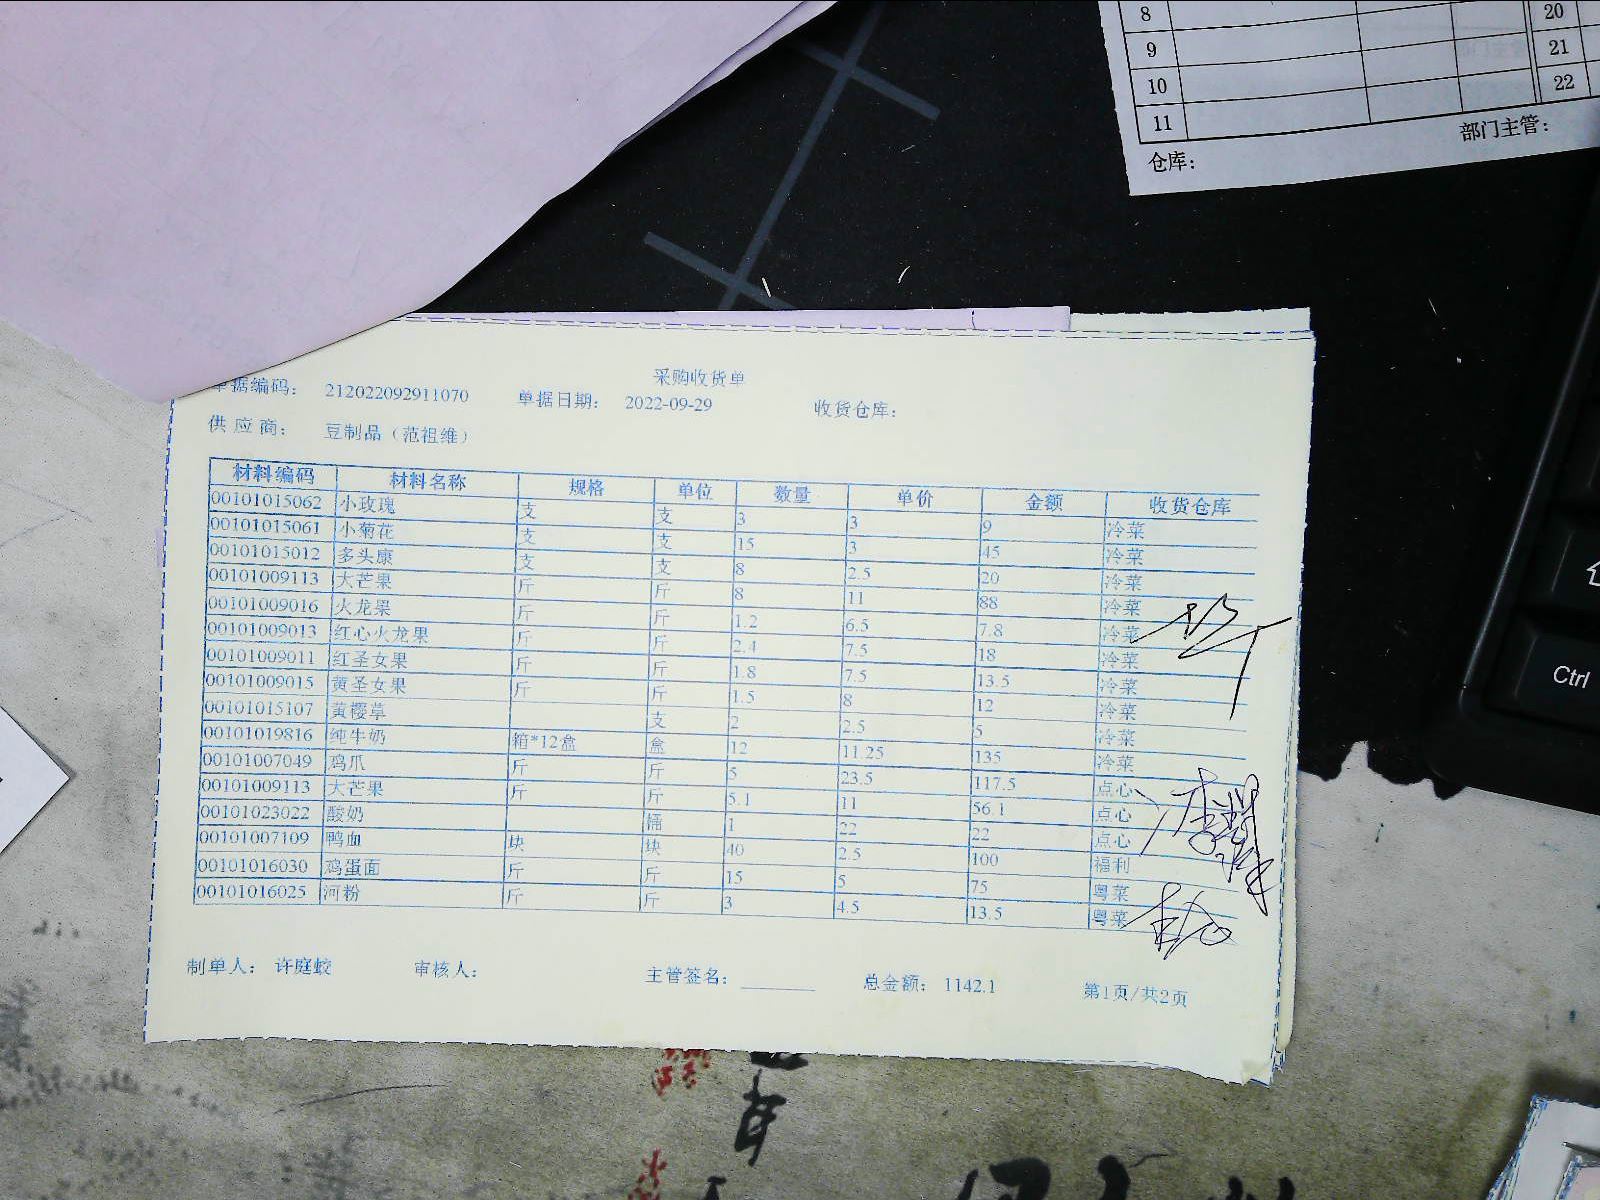 8 20
9 21
10 22
11
部门主管:
仓库:
Ctrl
采购收货单
单据编码: 212022092911070 单据日期: 2022-09-29 收货仓库:
供应商: 豆制品（范祖维）
材料编码 材料名称 规格 单位 数量 单价 金额 收货仓库
00101015062 小玫瑰 支 支 3 3 9 冷菜
00101015061 小菊花 支 支 15 3 45 冷菜
00101015012 多头康 支 支 8 2.5 20 冷菜
00101009113 大芒果 斤 斤 8 11 88 冷菜
00101009016 火龙果 斤 斤 1.2 6.5 7.8 冷菜
00101009013 红心火龙果 斤 斤 2.4 7.5 18 冷菜
00101009011 红圣女果 斤 斤 1.8 7.5 13.5 冷菜
00101009015 黄圣女果 斤 斤 1.5 8 12 冷菜
00101015107 黄樱草 支 2 2.5 5 冷菜
00101019816 纯牛奶 箱*12盒 盒 12 11.25 135 冷菜
00101007049 鸡爪 斤 斤 5 23.5 117.5 点心
00101009113 大芒果 斤 斤 5.1 11 56.1 点心
00101023022 酸奶 桶 1 22 22 点心
00101007109 鸭血 块 块 40 2.5 100 福利
00101016030 鸡蛋面 斤 斤 15 5 75 粤菜
00101016025 河粉 斤 斤 3 4.5 13.5 粤菜
制单人: 许庭蛟 审核人: 主管签名: 总金额: 1142.1 第1页/共2页